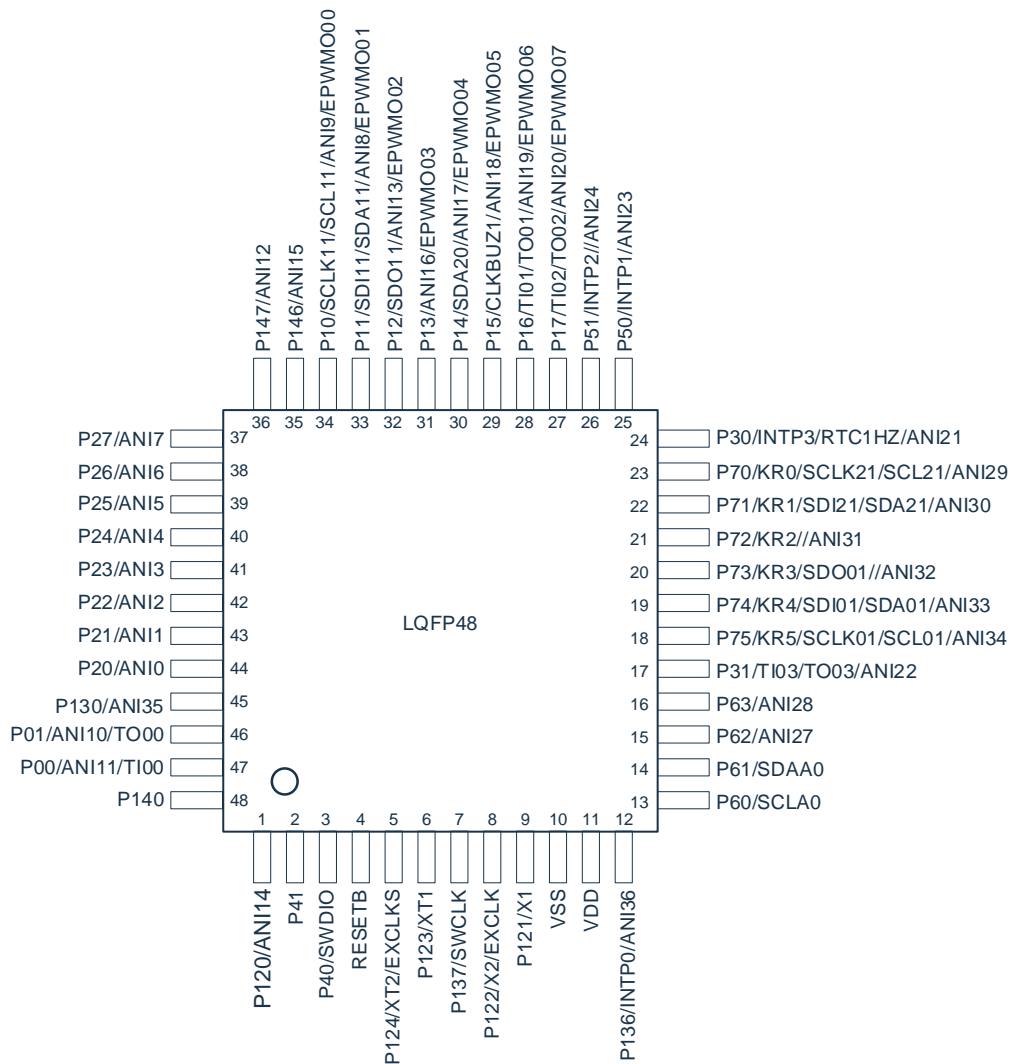 P147/ANI12
P146/ANI15
P10/SCLK11/SCL11/ANI9/EPWMO00
P11/SDI11/SDA11/ANI8/EPWMO01
P12/SDO11/ANI13/EPWMO02
P13/ANI16/EPWMO03
P14/SDA20/ANI17/EPWMO04
P15/CLKBUZ1/ANI18/EPWMO05
P16/TI01/TO01/ANI19/EPWMO06
P17/TI02/TO02/ANI20/EPWMO07
P51/INTP2//ANI24
P50/INTP1/ANI23
36 35 34 33 32 31 30 29 28 27 26 25
P27/ANI7 37 24 P30/INTP3/RTC1HZ/ANI21
P26/ANI6 38 23 P70/KR0/SCLK21/SCL21/ANI29
P25/ANI5 39 22 P71/KR1/SDI21/SDA21/ANI30
P24/ANI4 40 21 P72/KR2//ANI31
P23/ANI3 41 20 P73/KR3/SDO01//ANI32
P22/ANI2 42 19 P74/KR4/SDI01/SDA01/ANI33
LQFP48
P21/ANI1 43 18 P75/KR5/SCLK01/SCL01/ANI34
P20/ANI0 44 17 P31/TI03/TO03/ANI22
P130/ANI35 45 16 P63/ANI28
P01/ANI10/TO00 46 15 P62/ANI27
P00/ANI11/TI00 47 14 P61/SDAA0
P140 48 13 P60/SCLA0
1 2 3 4 5 6 7 8 9 10 11 12
P120/ANI14
P41
P40/SWDIO
RESETB
P124/XT2/EXCLKS
P123/XT1
P137/SWCLK
P122/X2/EXCLK
P121/X1
VSS
VDD
P136/INTP0/ANI36